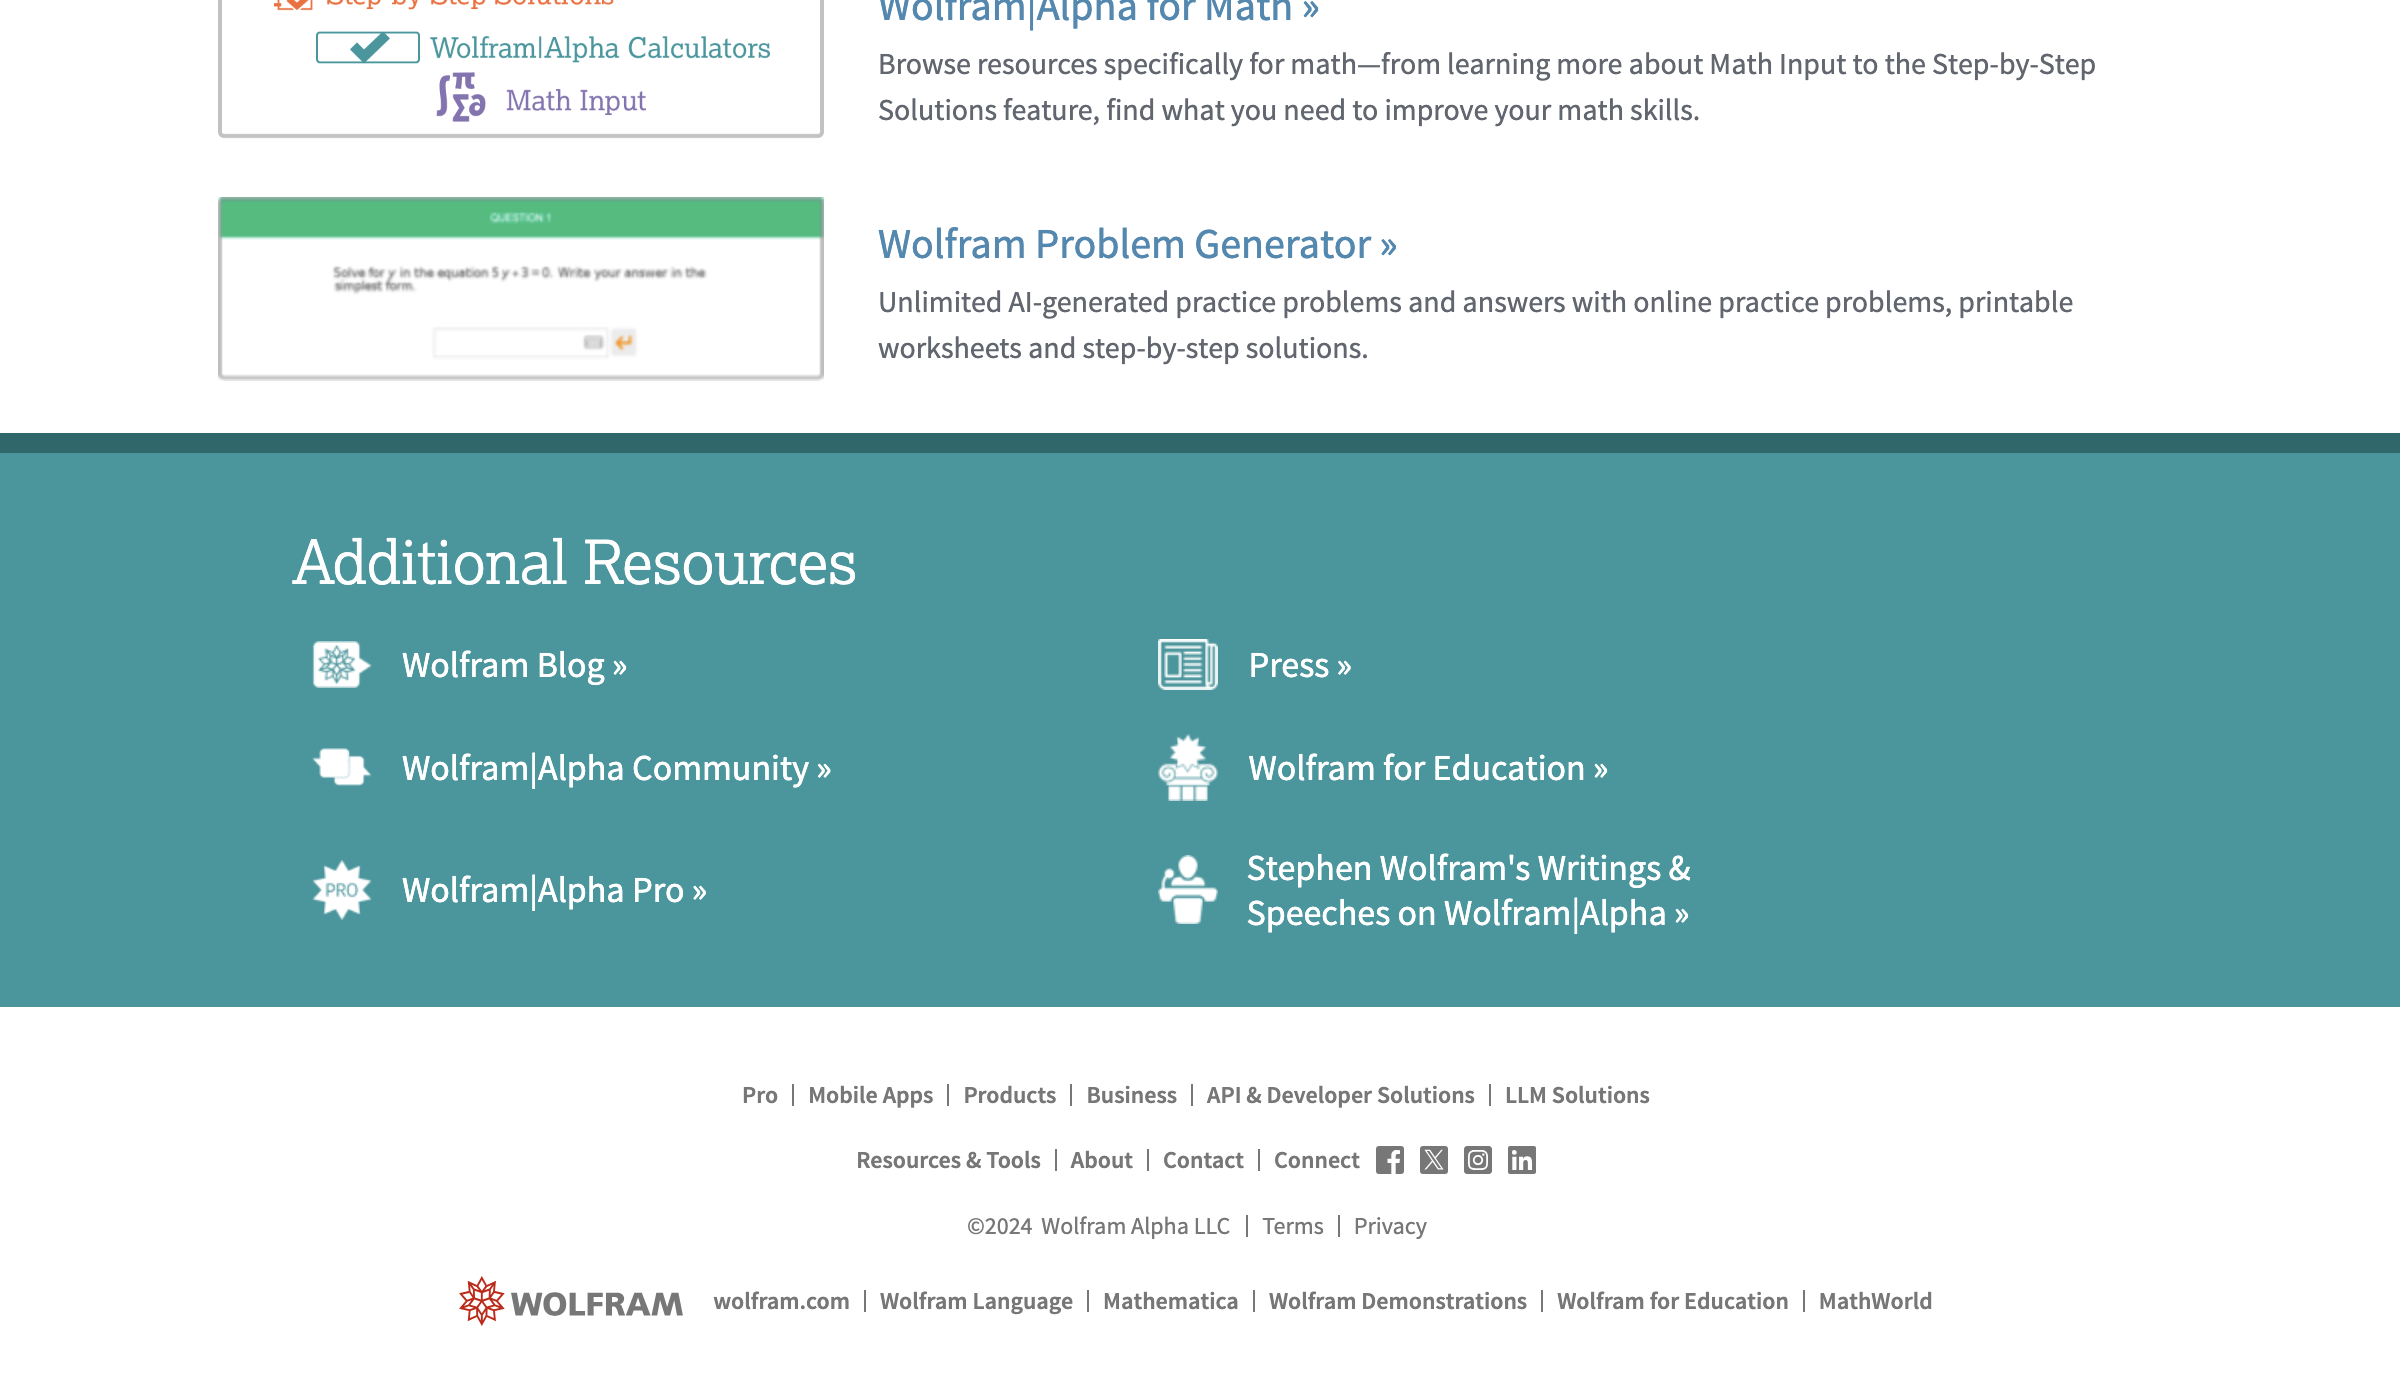 Step-by-Step Solutions
Wolfram|Alpha Calculators
Math Input
Wolfram|Alpha for Math »
Browse resources specifically for math—from learning more about Math Input to the Step-by-Step
Solutions feature, find what you need to improve your math skills.
QUESTION 1
Solve for y in the equation 5 y + 3 = 0. Write your answer in the
simplest form.
Wolfram Problem Generator »
Unlimited AI-generated practice problems and answers with online practice problems, printable
worksheets and step-by-step solutions.
Additional Resources
Wolfram Blog »
Press »
Wolfram|Alpha Community »
Wolfram for Education »
PRO
Wolfram|Alpha Pro »
Stephen Wolfram's Writings &
Speeches on Wolfram|Alpha »
Pro | Mobile Apps | Products | Business | API & Developer Solutions | LLM Solutions
Resources & Tools | About | Contact | Connect
©2024 Wolfram Alpha LLC | Terms | Privacy
WOLFRAM wolfram.com | Wolfram Language | Mathematica | Wolfram Demonstrations | Wolfram for Education | MathWorld